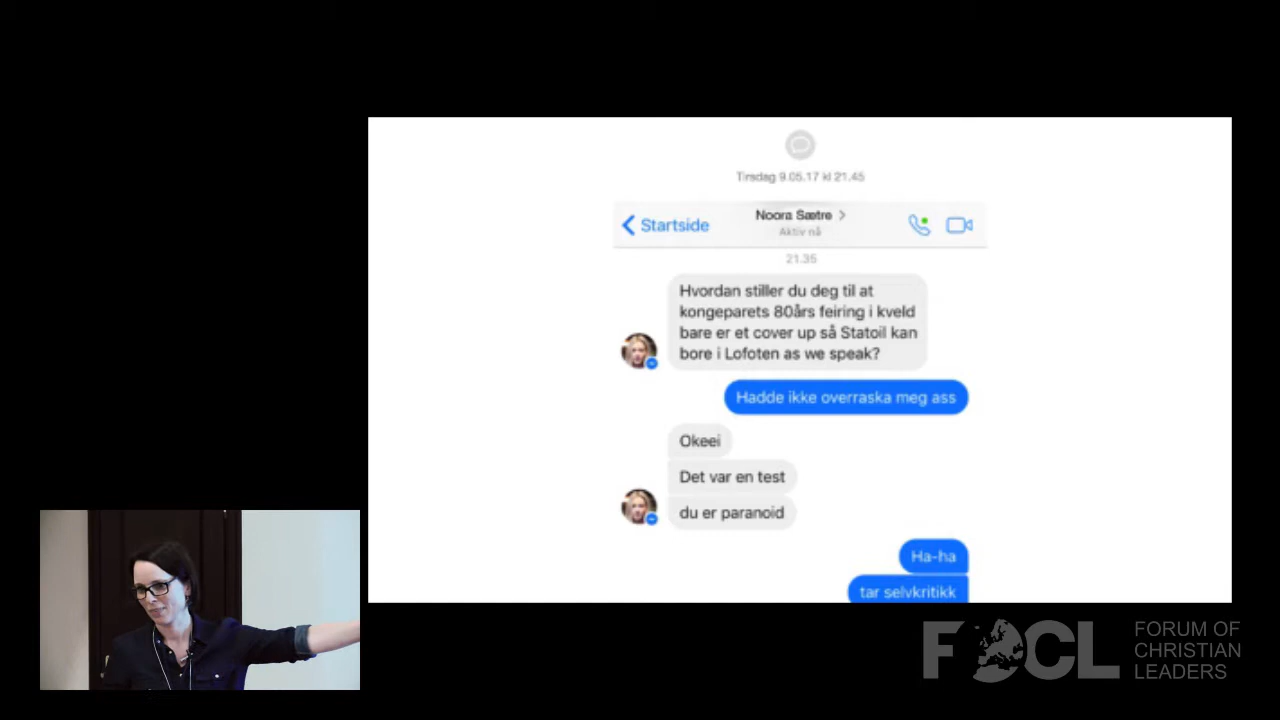 Tirsdag 9.05.17 kl 21.45
Startside
Noora Sætre
Aktiv nå
21.35
Hvordan stiller du deg til at
kongeparets 80års feiring i kveld
bare er et cover up så Statoil kan
bore i Lofoten as we speak?
Hadde ikke overraska meg ass
Okeei
Det var en test
du er paranoid
Ha-ha
tar selvkritikk
FOCL
FORUM OF
CHRISTIAN
LEADERS